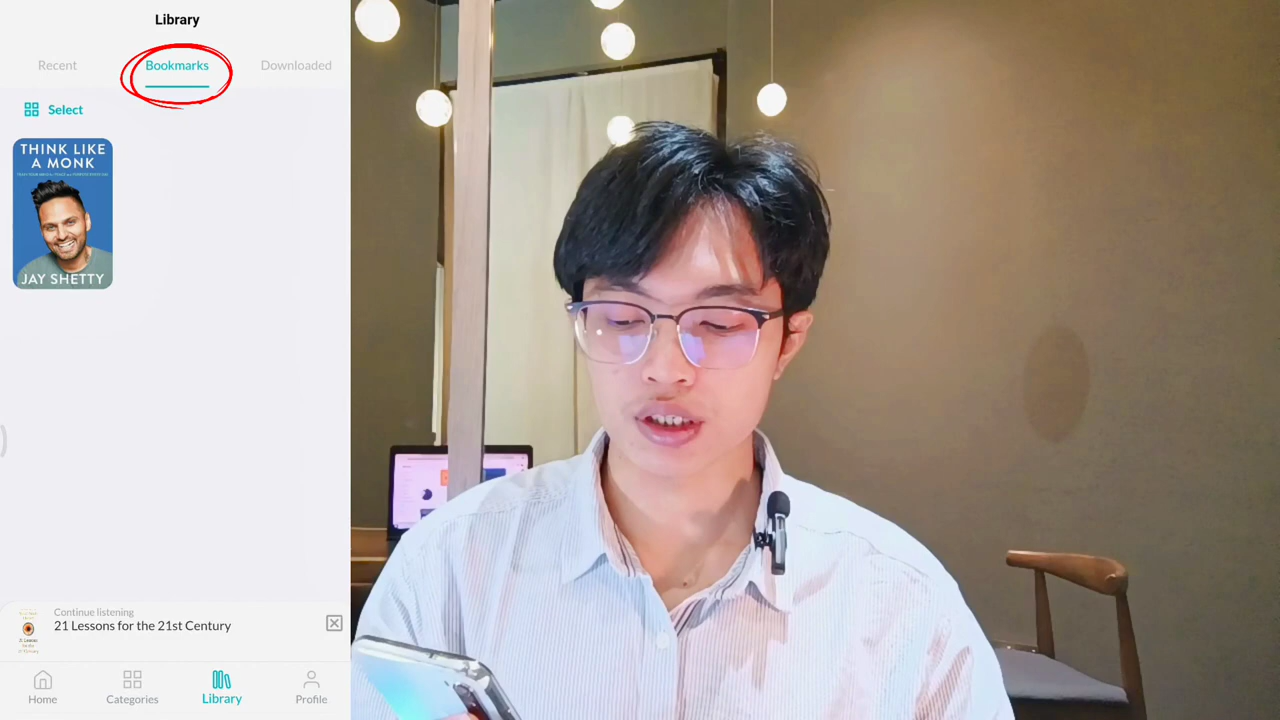 Library
Recent
Bookmarks
Downloaded
Select
THINK LIKE
A MONK
JAY SHETTY
Continue listening
21 Lessons for the 21st Century
Home
Categories
Library
Profile